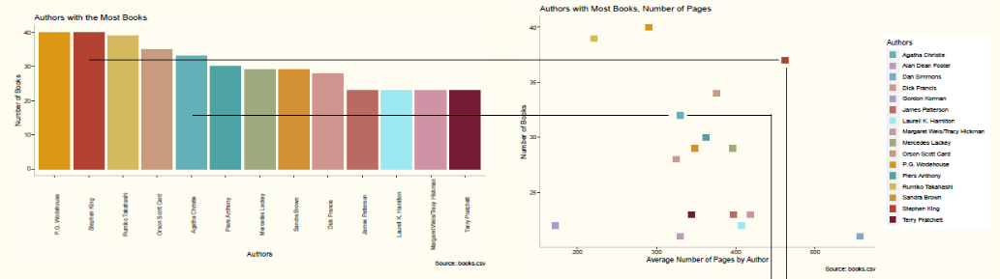 Authors with the Most Books
Number of Books
40
30
20
10
0
P.G. Wodehouse
Stephen King
Rumiko Takahashi
Orson Scott Card
Agatha Christie
Piers Anthony
Mercedes Lackey
Sandra Brown
Dick Francis
James Patterson
Laurell K. Hamilton
Margaret Weis/Tracy Hickman
Terry Pratchett
Authors
Source: books.csv
Authors with Most Books, Number of Pages
Number of Books
40
35
30
25
200
300
400
500
Average Number of Pages by Author
Source: books.csv
Authors
Agatha Christie
Alan Dean Foster
Dan Simmons
Dick Francis
Gordon Korman
James Patterson
Laurell K. Hamilton
Margaret Weis/Tracy Hickman
Mercedes Lackey
Orson Scott Card
P.G. Wodehouse
Piers Anthony
Rumiko Takahashi
Sandra Brown
Stephen King
Terry Pratchett